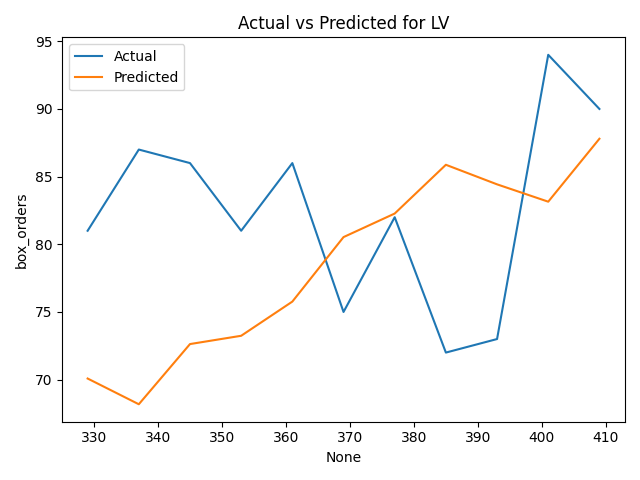 Actual vs Predicted for LV
Actual
Predicted
box_orders
95
90
85
80
75
70
330 340 350 360 370 380 390 400 410
None